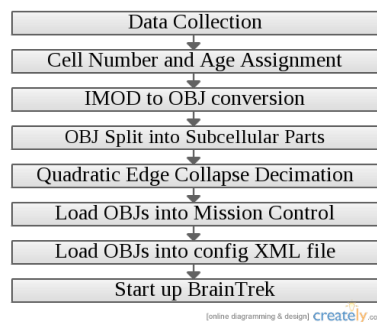 Data Collection
Cell Number and Age Assignment
IMOD to OBJ conversion
OBJ Split into Subcellular Parts
Quadratic Edge Collapse Decimation
Load OBJs into Mission Control
Load OBJs into config XML file
Start up BrainTrek
[online diagramming & design] creately.co